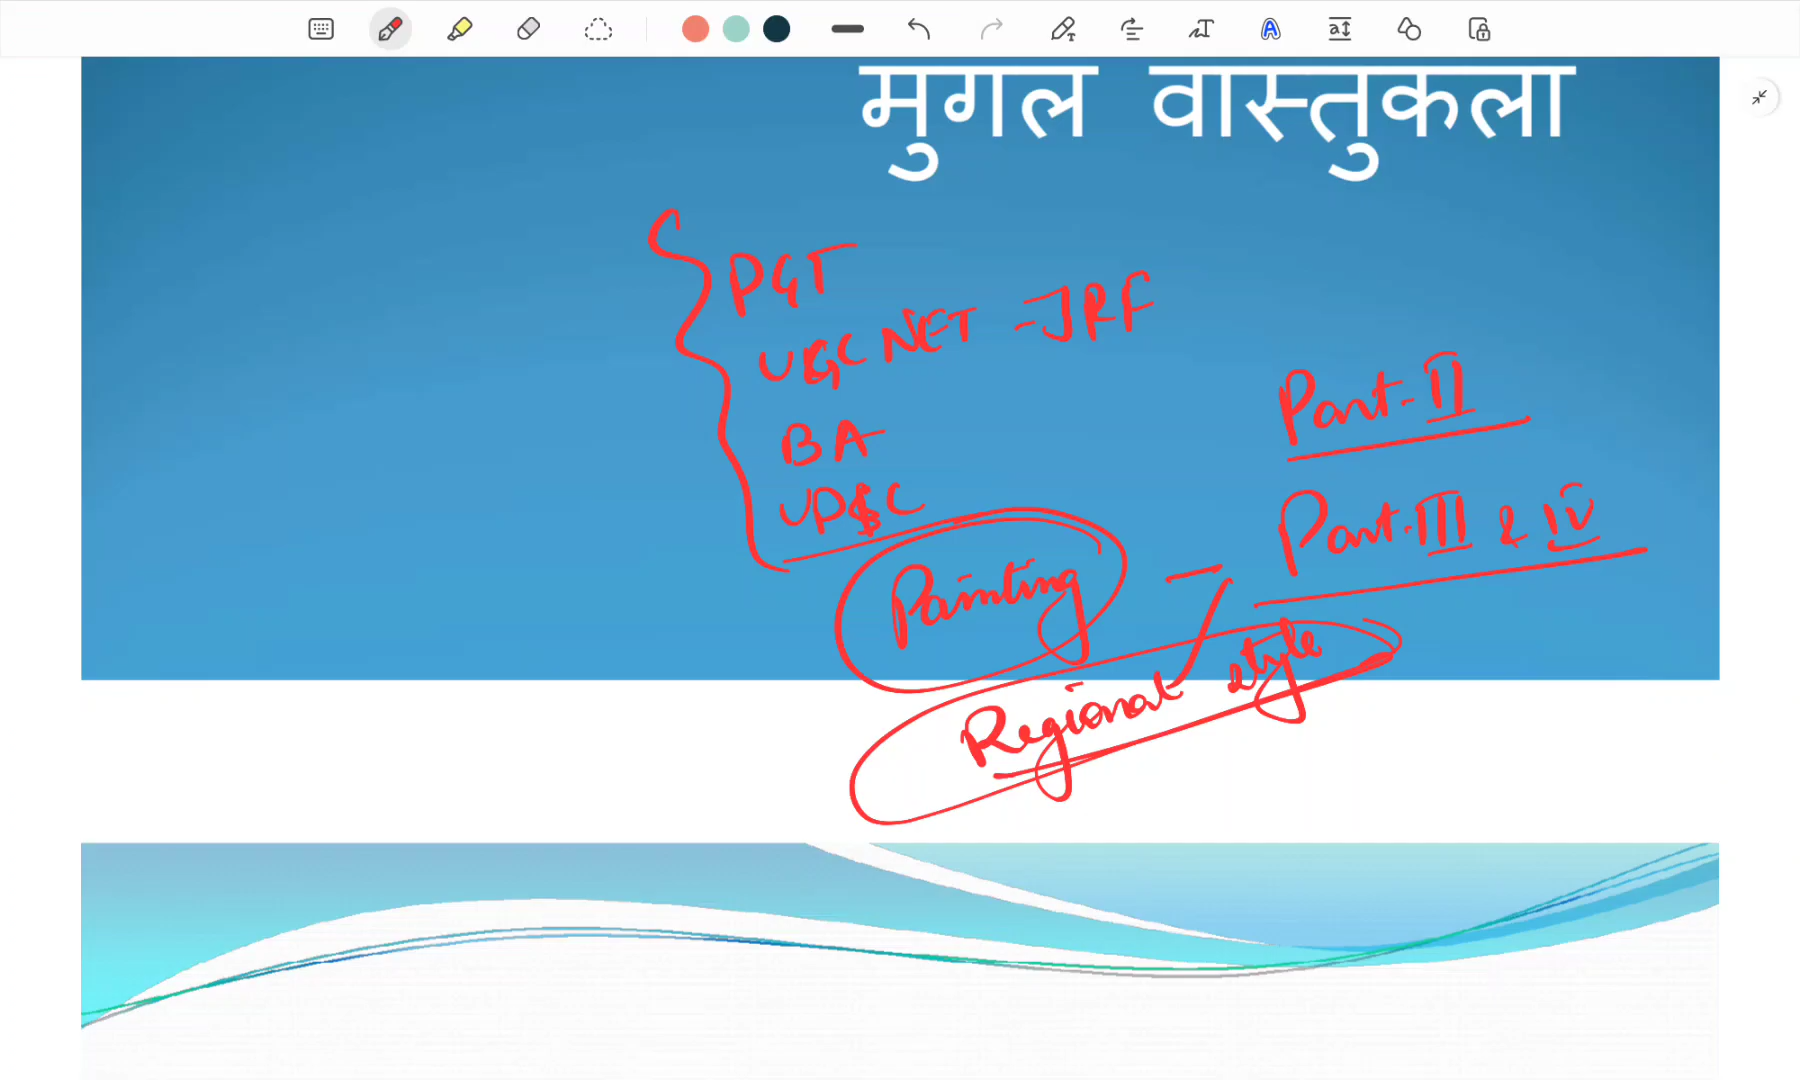 मुगल वास्तुकला
PGT
UGC NET - JRF
BA
UPSC
Part-II
Part-III & IV
Painting
Regional style